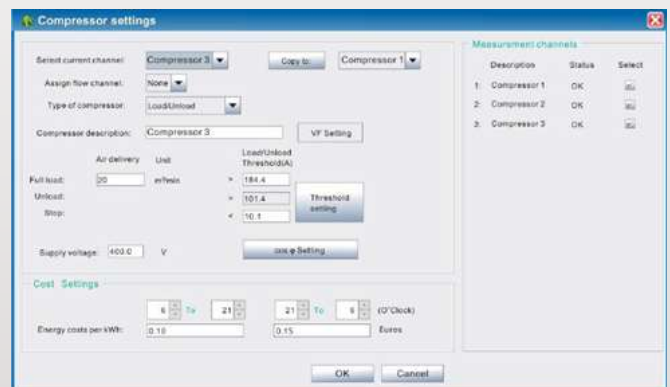 Compressor settings
Select current channel: Compressor 3 Copy to: Compressor 1
Assign flow channel: None
Type of compressor: Load/Unload
Compressor description: Compressor 3 VF Setting
Air delivery Unit Load/Unload
Threshold(A)
Full load: 20 m³/min > 184.4
Unload: > 101.4 Threshold
setting
Stop: < 10.1
Supply voltage: 400.0 V cos φ Setting
Cost Settings
6 To 21 21 To 6 (O'Clock)
Energy costs per kWh: 0.10 0.15 Euros
OK Cancel
Measurement channels
Description Status Select
1: Compressor 1 OK
2: Compressor 2 OK
3: Compressor 3 OK